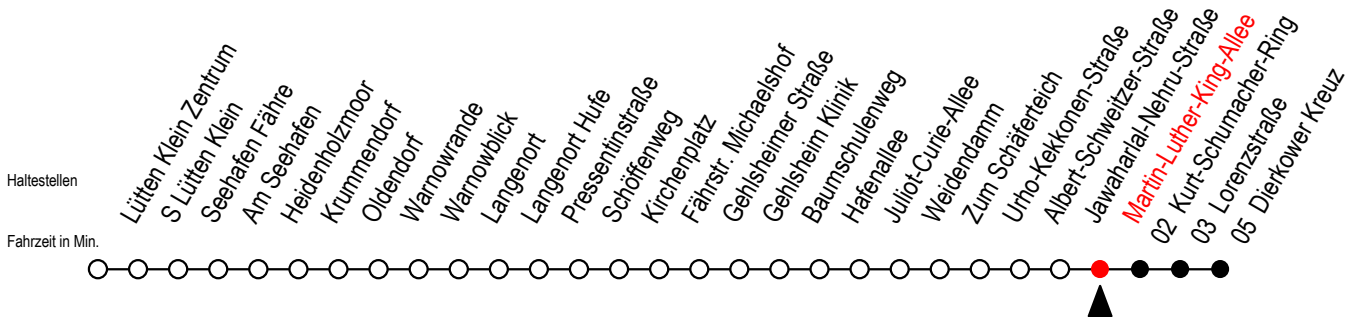 Haltestellen
Fahrzeit in Min.
Lütten Klein Zentrum
S Lütten Klein
Seehafen Fähre
Am Seehafen
Heidenholzmoor
Krummendorf
Oldendorf
Warnowrande
Warnowblick
Langenort
Langenort Hufe
Pressentinstraße
Schöffenweg
Kirchenplatz
Fährstr. Michaelshof
Gehlsheimer Straße
Gehlsheim Klinik
Baumschulenweg
Hafenallee
Juliot-Curie-Allee
Weidendamm
Zum Schäferteich
Urho-Kekkonen-Straße
Albert-Schweitzer-Straße
Jawaharial-Nehru-Straße
Martin-Luther-King-Allee
02 Kurt-Schumacher-Ring
03 Lorenzstraße
05 Dierkower Kreuz